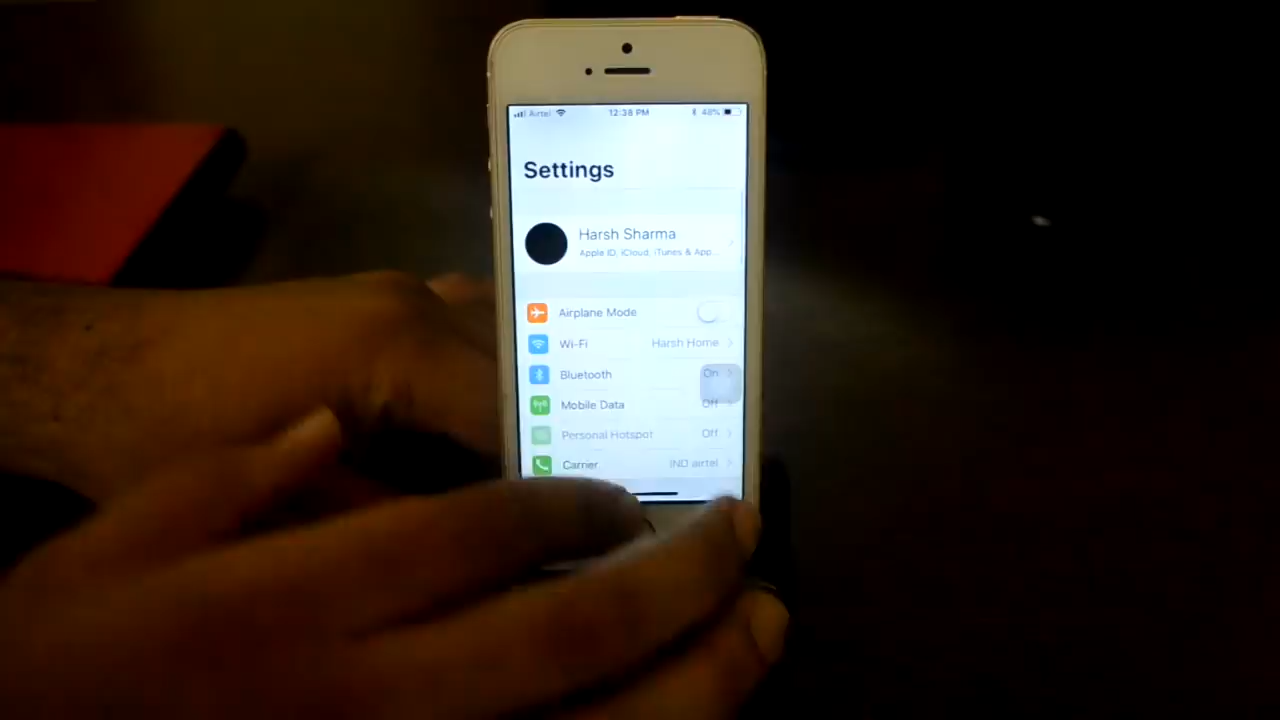 Airtel 12:38 PM 48%
Settings
Harsh Sharma
Apple ID, iCloud, iTunes & App...
Airplane Mode
Wi-Fi Harsh Home
Bluetooth On
Mobile Data Off
Personal Hotspot Off
Carrier IND airtel